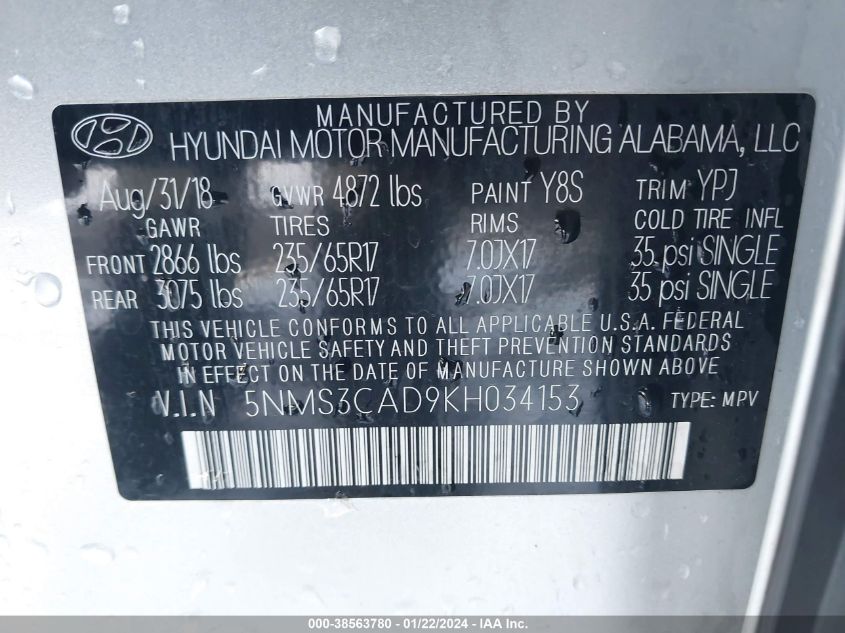 MANUFACTURED BY
HYUNDAI MOTOR MANUFACTURING ALABAMA, LLC
Aug/31/18 GVWR 4872 lbs PAINT Y8S TRIM YPJ
GAWR TIRES RIMS COLD TIRE INFL
FRONT 2866 lbs 235/65R17 7.0JX17 35 psi SINGLE
REAR 3075 lbs 235/65R17 7.0JX17 35 psi SINGLE
THIS VEHICLE CONFORMS TO ALL APPLICABLE U.S.A. FEDERAL
MOTOR VEHICLE SAFETY AND THEFT PREVENTION STANDARDS
IN EFFECT ON THE DATE OF MANUFACTURE SHOWN ABOVE
V.I.N 5NMS3CAD9KH034153 TYPE: MPV
000-38563780 - 01/22/2024 - IAAI.com